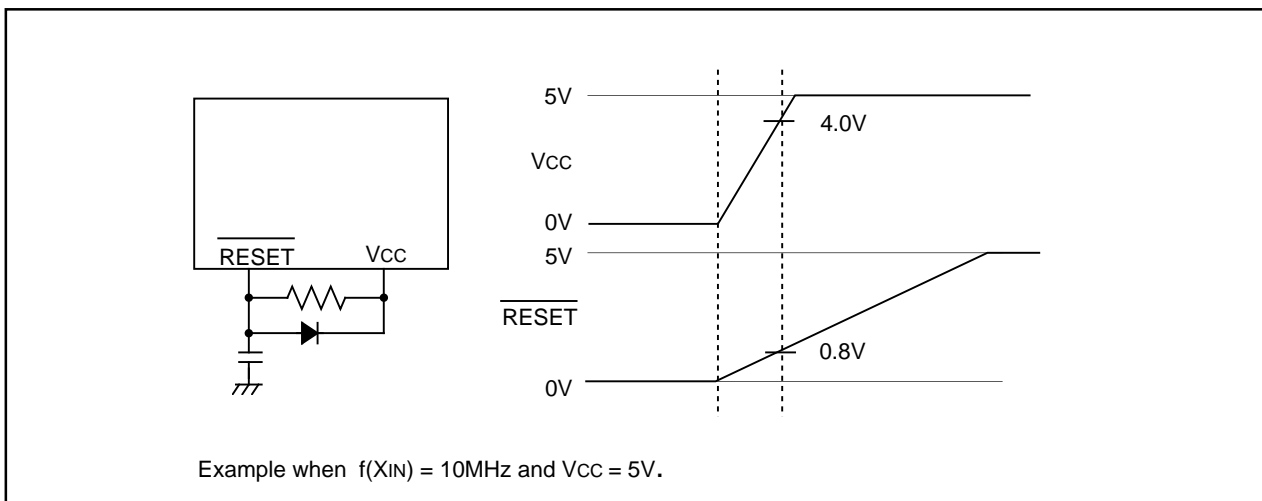 RESET
VCC
5V
4.0V
VCC
0V
5V
RESET
0.8V
0V
Example when f(XIN) = 10MHz and VCC = 5V.